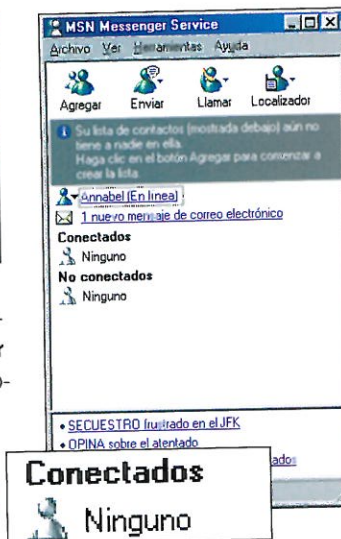 MSN Messenger Service
Archivo Ver Herramientas Ayuda
Agregar Enviar Llamar Localizador
Su lista de contactos (mostrada debajo) aún no
tiene a nadie en ella.
Haga clic en el botón Agregar para comenzar a
crear la lista.
Annabel (En línea)
1 nuevo mensaje de correo electrónico
Conectados
Ninguno
No conectados
Ninguno
• SECUESTRO frustrado en el JFK
• OPINA sobre el atentado
Conectados
Ninguno